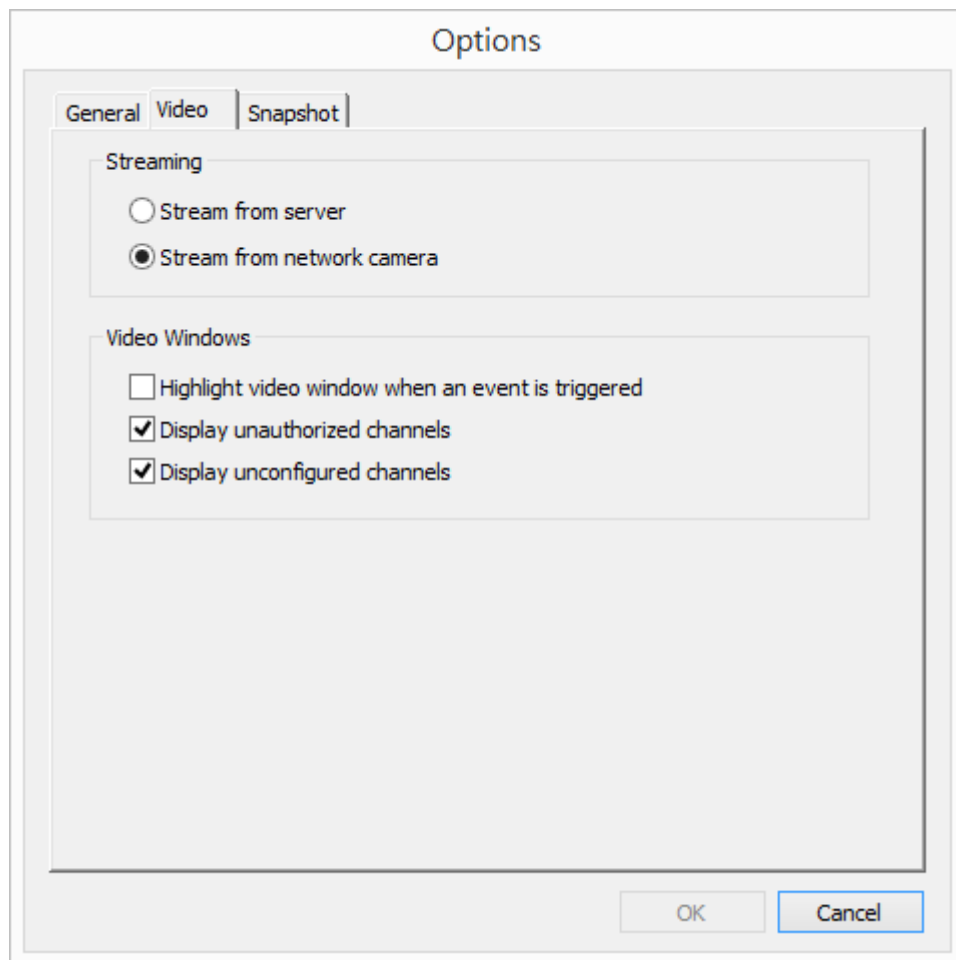 Options
General Video Snapshot
Streaming
Stream from server
Stream from network camera
Video Windows
Highlight video window when an event is triggered
Display unauthorized channels
Display unconfigured channels
OK Cancel